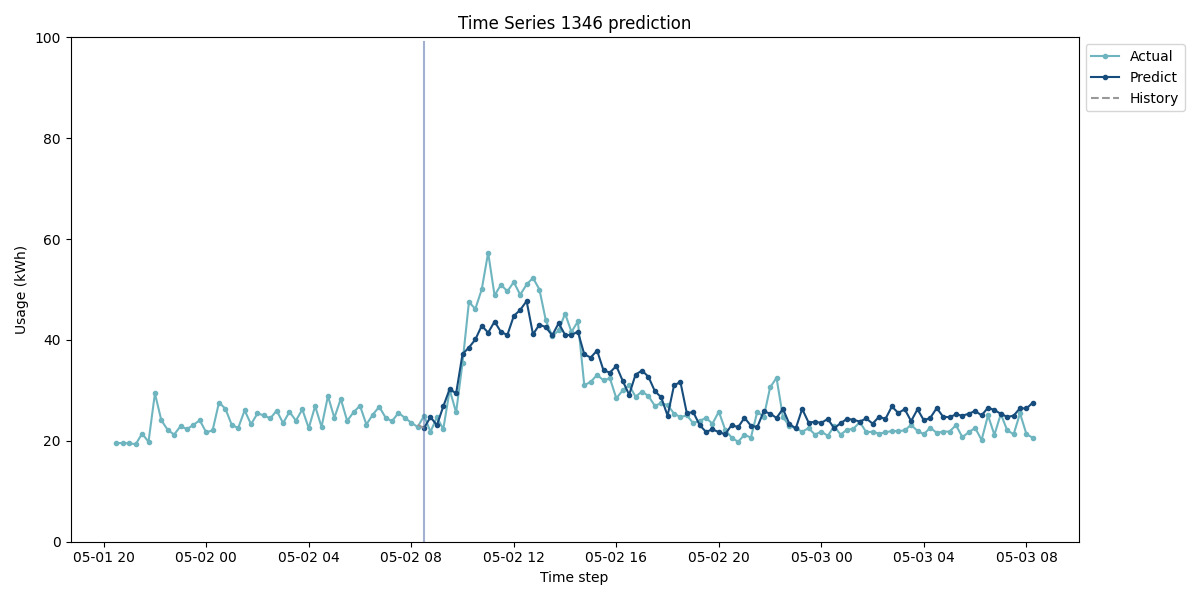 Time Series 1346 prediction
100
80
60
40
20
0
Usage (kWh)
05-01 20
05-02 00
05-02 04
05-02 08
05-02 12
05-02 16
05-02 20
05-03 00
05-03 04
05-03 08
Time step
Actual
Predict
History